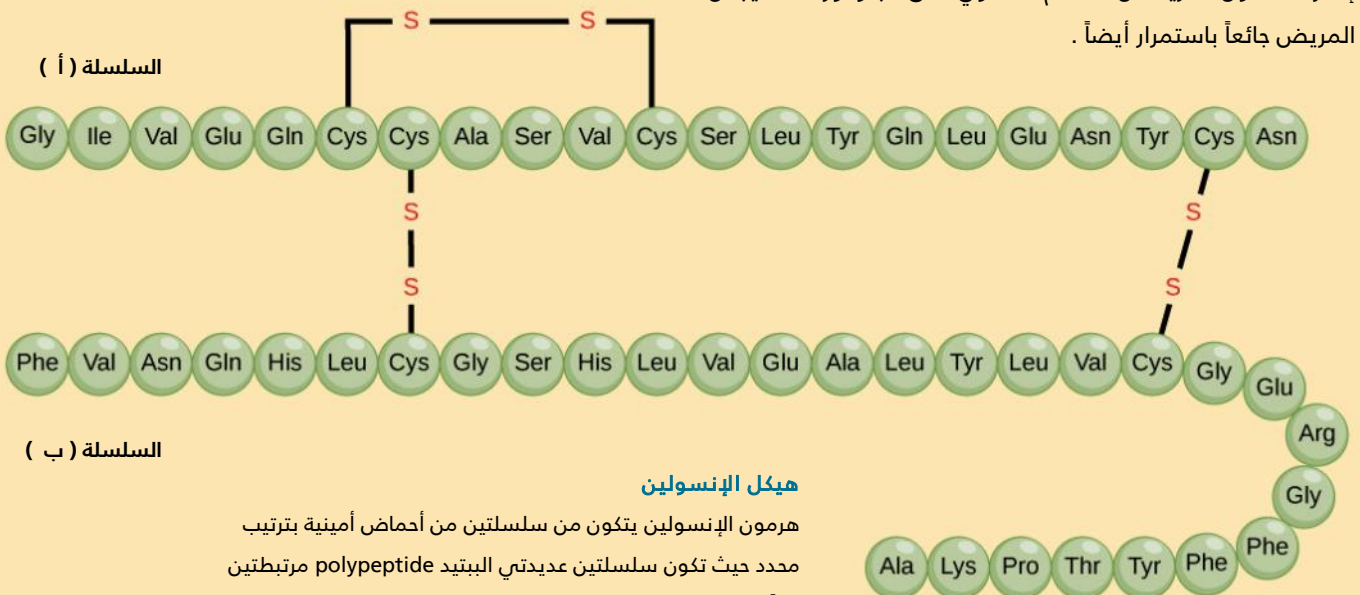 المريض جائعاً باستمرار أيضاً .
S S
السلسلة ( أ )
Gly Ile Val Glu Gln Cys Cys Ala Ser Val Cys Ser Leu Tyr Gln Leu Glu Asn Tyr Cys Asn
S S
S S
Phe Val Asn Gln His Leu Cys Gly Ser His Leu Val Glu Ala Leu Tyr Leu Val Cys Gly Glu
Arg
Gly
Phe
Ala Lys Pro Thr Tyr Phe
السلسلة ( ب )
هيكل الإنسولين
هرمون الإنسولين يتكون من سلسلتين من أحماض أمينية بترتيب
محدد حيث تكون سلسلتين عديدتي الببتيد polypeptide مرتبطتين